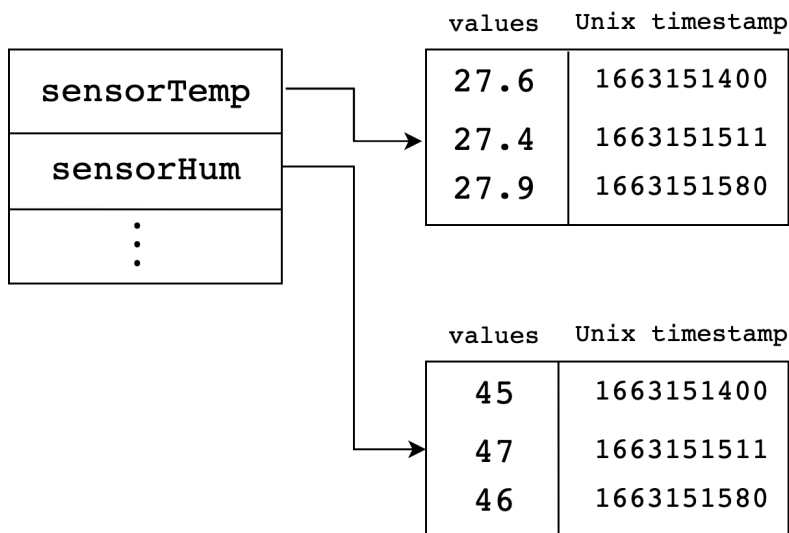 sensorTemp
sensorHum
values Unix timestamp
27.6 1663151400
27.4 1663151511
27.9 1663151580
values Unix timestamp
45 1663151400
47 1663151511
46 1663151580